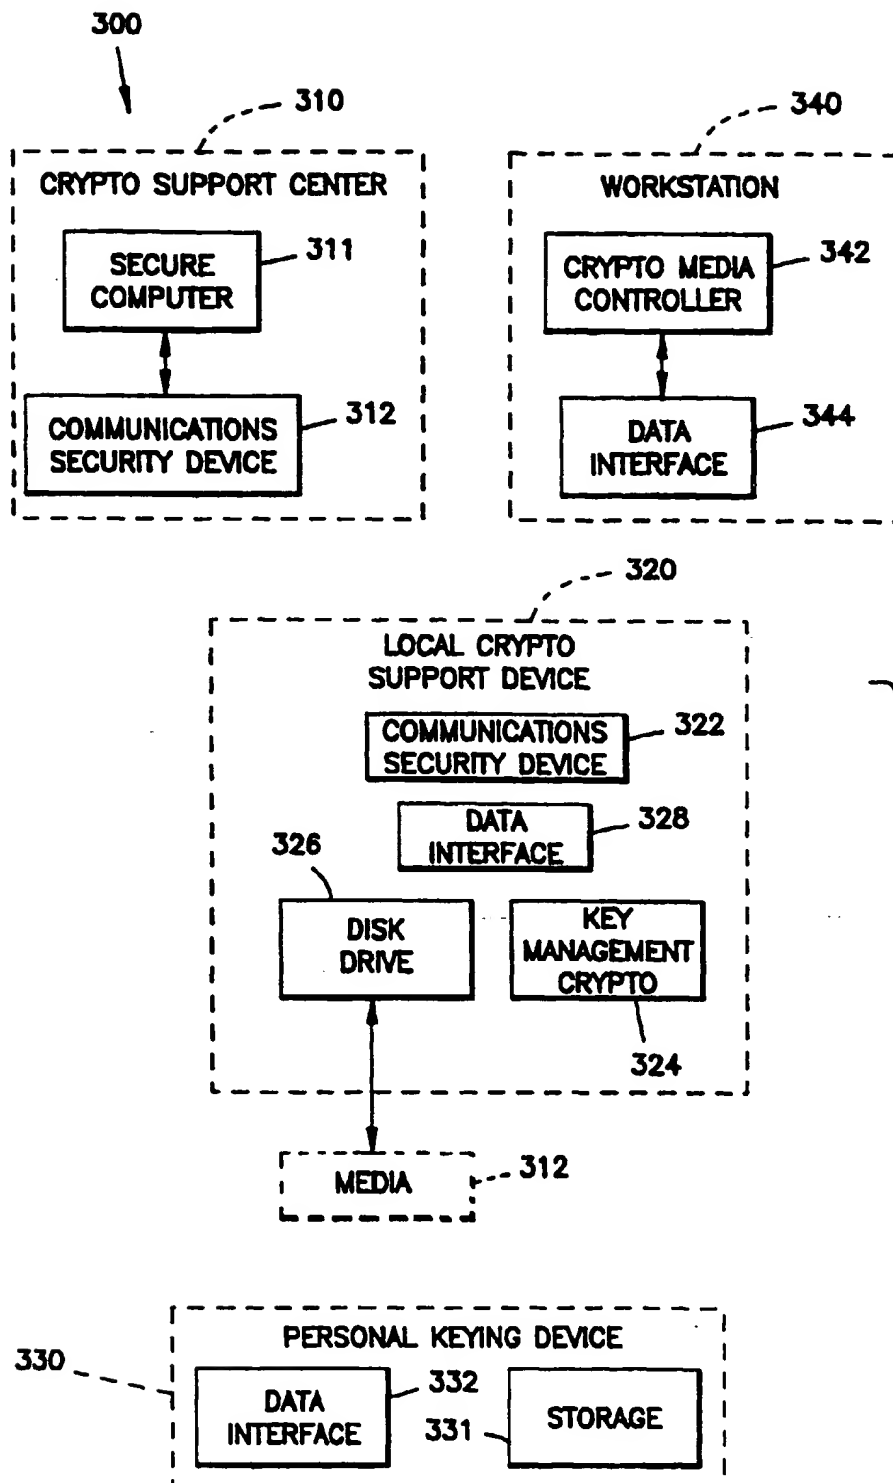 300
310
340
CRYPTO SUPPORT CENTER
WORKSTATION
SECURE
COMPUTER
311
CRYPTO MEDIA
CONTROLLER
342
COMMUNICATIONS
SECURITY DEVICE
312
DATA
INTERFACE
344
320
LOCAL CRYPTO
SUPPORT DEVICE
COMMUNICATIONS
SECURITY DEVICE
322
DATA
INTERFACE
328
326
DISK
DRIVE
KEY
MANAGEMENT
CRYPTO
324
MEDIA
312
PERSONAL KEYING DEVICE
330
DATA
INTERFACE
332
331
STORAGE